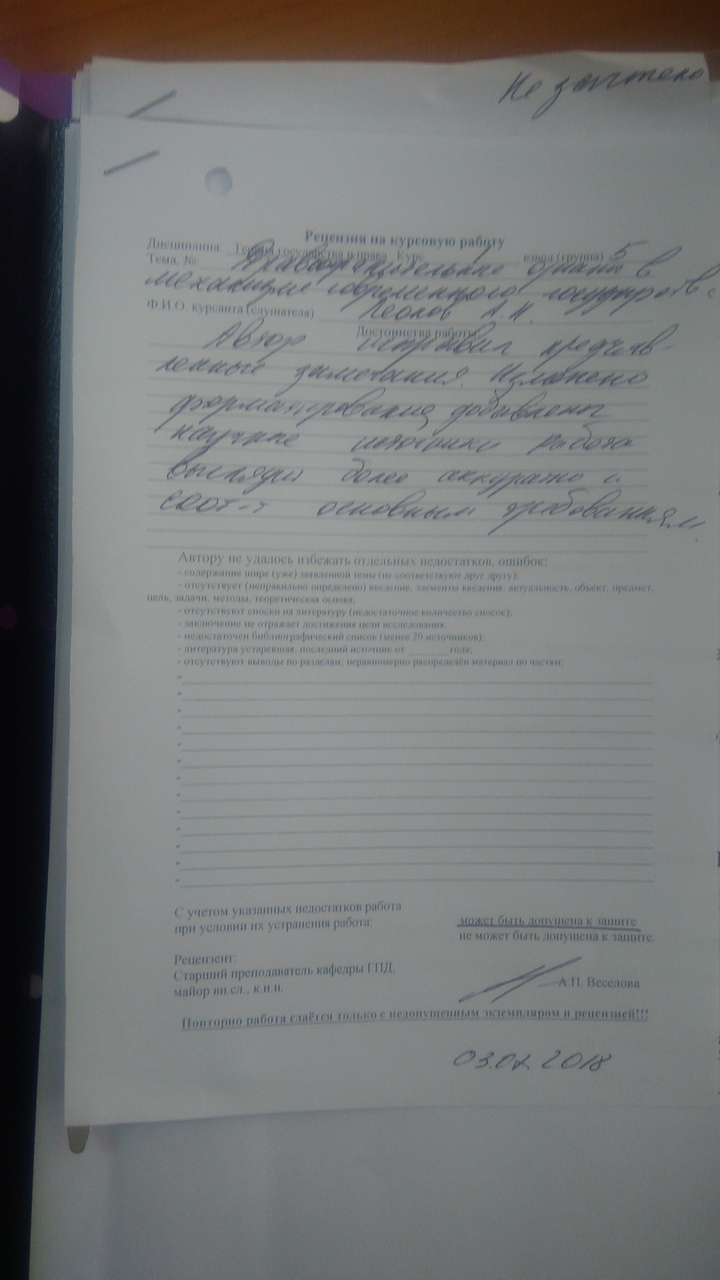 Не зачтено
Рецензия на курсовую работу
Дисциплина: Теория государства и права Курс взвод (группа) 5
Тема, №: Правоохранительные органы в
механизме современного государства
Ф.И.О. курсанта (слушателя)
Достоинства работы:
Автор исправил предъяв-
ленные замечания. Изменено
форматирование, добавлены
научные источники работа
выглядит более аккуратно и
соот-т основным требованиям.
Автору не удалось избежать отдельных недостатков, ошибок:
- содержание шире (уже) заявленной темы (не соответствуют друг другу);
- отсутствует (неправильно определено) введение, элементы введения: актуальность, объект, предмет,
цель, задачи, методы, теоретическая основа;
- отсутствуют сноски на литературу (недостаточное количество сносок);
- заключение не отражает достижения цели исследования;
- недостаточен библиографический список (менее 20 источников);
- литература устаревшая, последний источник от ________ года;
- отсутствуют выводы по разделам; неравномерно распределён материал по частям;
С учетом указанных недостатков работа
при условии их устранения работа:
может быть допущена к защите
не может быть допущена к защите.
Рецензент:
Старший преподаватель кафедры ГПД,
майор вн.сл., к.и.н.
А.П. Веселова
Повторно работа сдаётся только с недопущенным экземпляром и рецензией!!!
2018